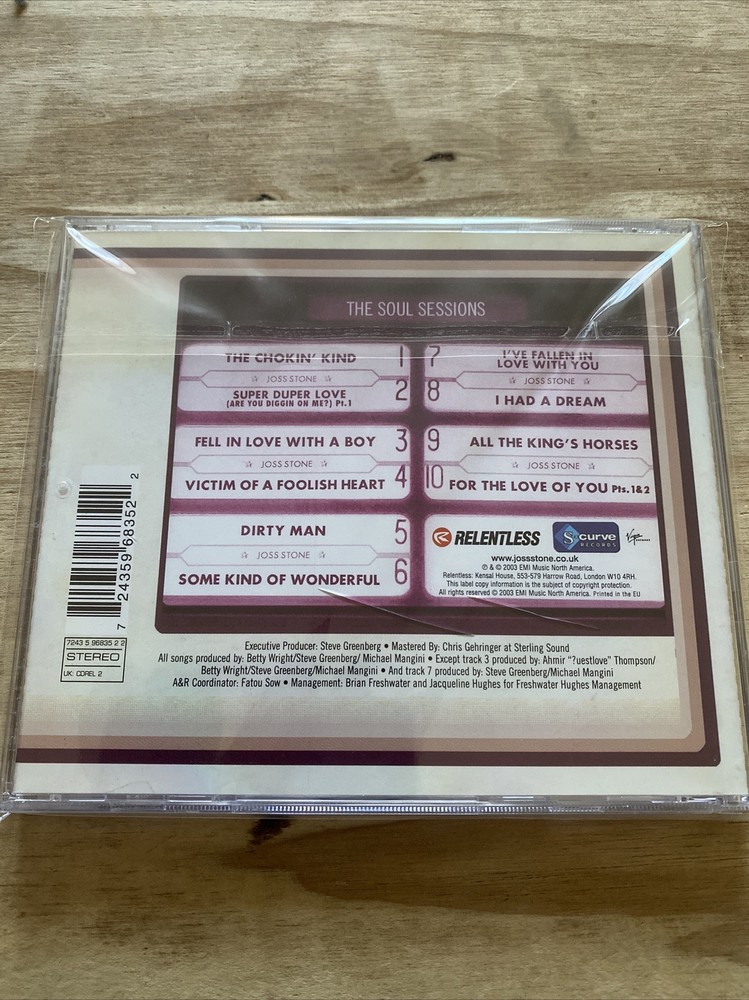 THE SOUL SESSIONS
THE CHOKIN' KIND 1
☆ JOSS STONE ☆
SUPER DUPER LOVE 2
(ARE YOU DIGGIN ON ME?) Pt.1
FELL IN LOVE WITH A BOY 3
☆ JOSS STONE ☆
VICTIM OF A FOOLISH HEART 4
DIRTY MAN 5
☆ JOSS STONE ☆
SOME KIND OF WONDERFUL 6
7 I'VE FALLEN IN
LOVE WITH YOU
☆ JOSS STONE ☆
8 I HAD A DREAM
9 ALL THE KING'S HORSES
☆ JOSS STONE ☆
10 FOR THE LOVE OF YOU Pts.1&2
RELENTLESS S-curve RECORDS Virgin
www.jossstone.co.uk
℗ & © 2003 EMI Music North America.
Relentless: Kensal House, 553-579 Harrow Road, London W10 4RH.
This label copy information is the subject of copyright protection.
All rights reserved © 2003 EMI Music North America. Printed in the EU
7 24359 68352 2
7243 5 96835 2 2
STEREO
UK: CDREL 2
Executive Producer: Steve Greenberg • Mastered By: Chris Gehringer at Sterling Sound
All songs produced by: Betty Wright/Steve Greenberg/ Michael Mangini • Except track 3 produced by: Ahmir "?uestlove" Thompson/
Betty Wright/Steve Greenberg/Michael Mangini • And track 7 produced by: Steve Greenberg/Michael Mangini
A&R Coordinator: Fatou Sow • Management: Brian Freshwater and Jacqueline Hughes for Freshwater Hughes Management